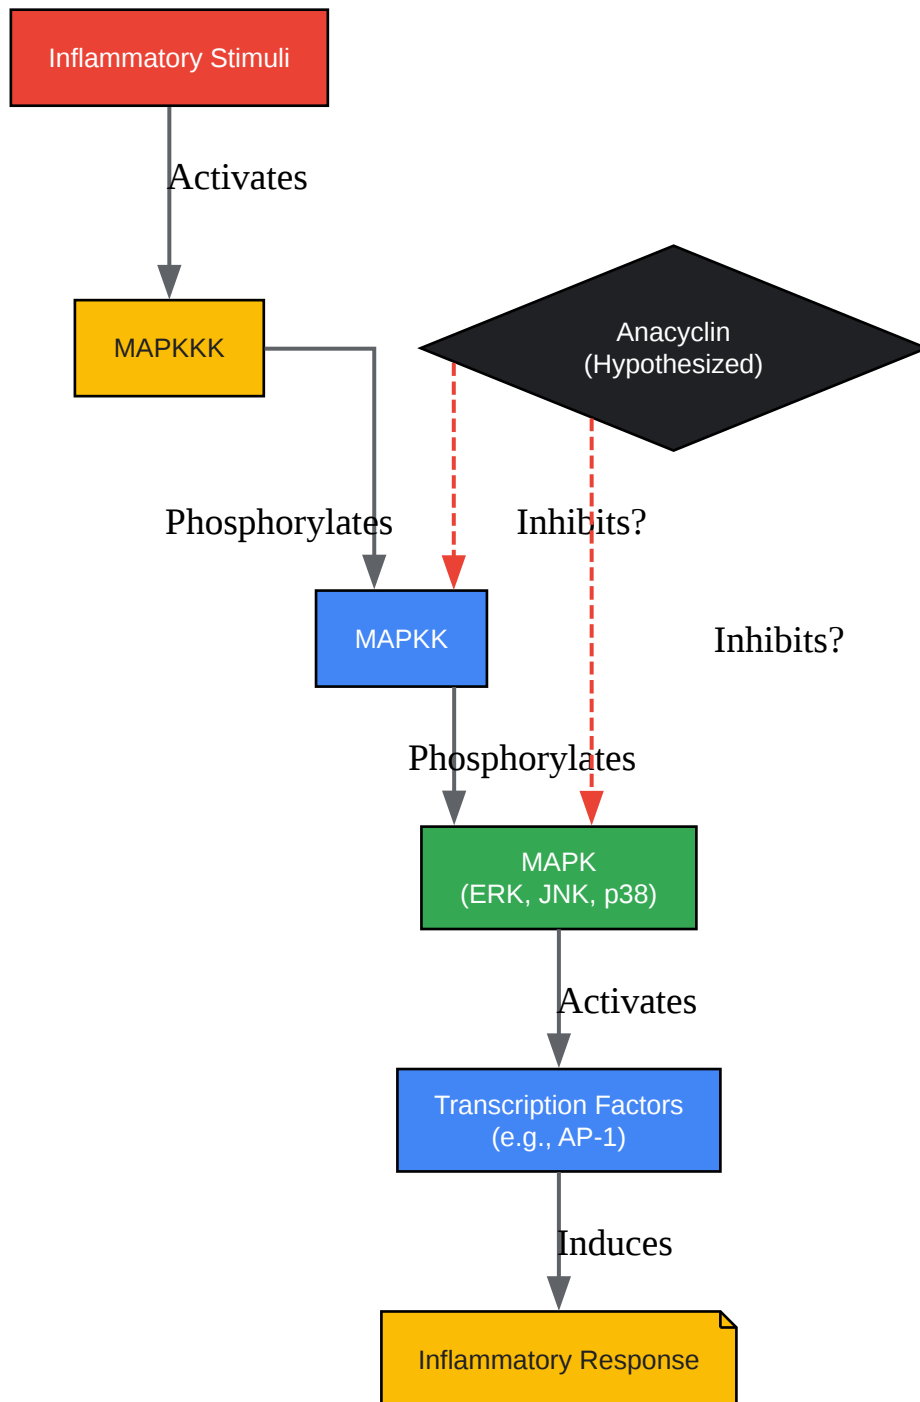 Inflammatory Stimuli
Activates
MAPKKK
Anacyclin
(Hypothesized)
Phosphorylates
Inhibits?
MAPKK
Inhibits?
Phosphorylates
MAPK
(ERK, JNK, p38)
Activates
Transcription Factors
(e.g., AP-1)
Induces
Inflammatory Response